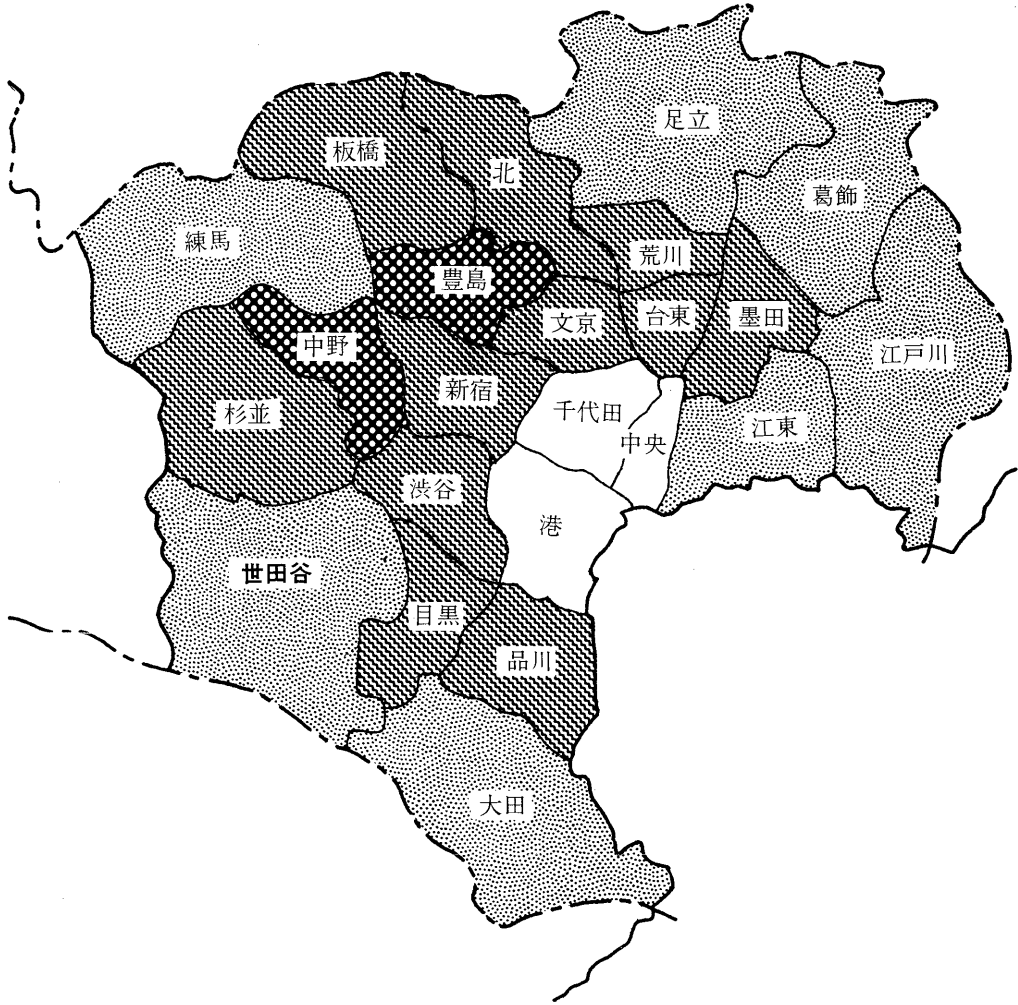 足立
板橋
北
葛飾
練馬
荒川
豊島
台東
墨田
文京
中野
江戸川
新宿
千代田
杉並
江東
中央
渋谷
港
世田谷
目黒
品川
大田